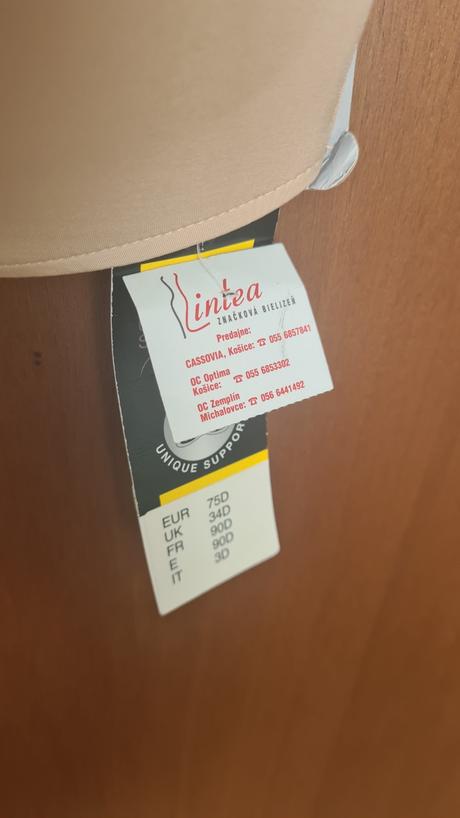 Lintea
ZNAČKOVÁ BIELIZEŇ
Predajne:
CASSOVIA, Košice: ☎ 055 6857841
OC Optima
Košice: ☎ 055 6853302
OC Zemplín
Michalovce: ☎ 056 6441492
UNIQUE SUPPOR
EUR 75D
UK 34D
FR 90D
E 90D
IT 3D